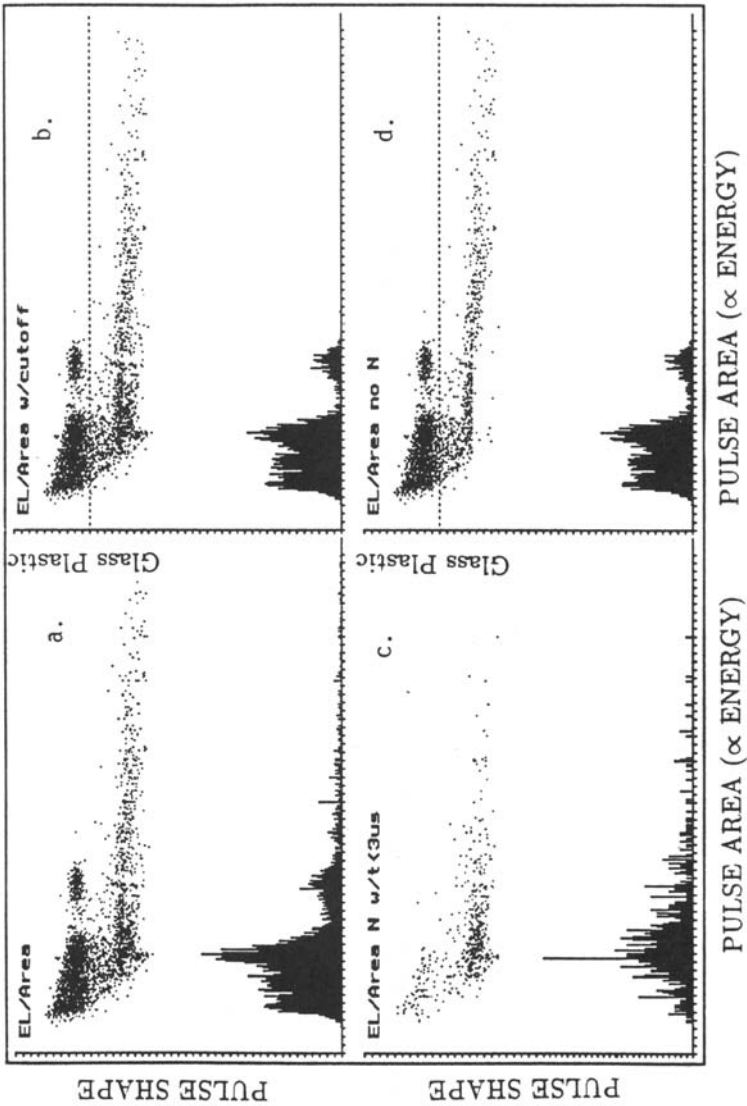 EL/Area
a.
EL/Area w/cutoff
b.
Glass Plastic
EL/Area N w/t<3us
c.
EL/Area no N
d.
Glass Plastic
PULSE SHAPE
PULSE SHAPE
PULSE AREA (∝ ENERGY)
PULSE AREA (∝ ENERGY)